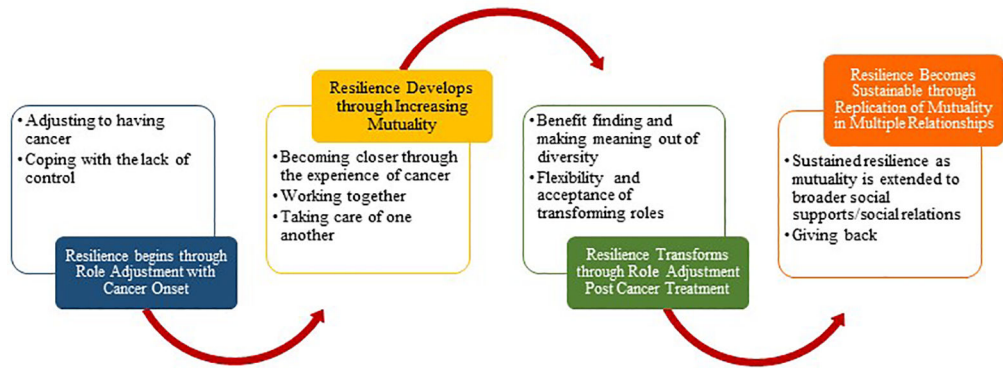 • Adjusting to having
cancer
• Coping with the lack of
control
Resilience begins through
Role Adjustment with
Cancer Onset
Resilience Develops
through Increasing
Mutuality
• Becoming closer through
the experience of cancer
• Working together
• Taking care of one
another
• Benefit finding and
making meaning out of
diversity
• Flexibility and
acceptance of
transforming roles
Resilience Transforms
through Role Adjustment
Post Cancer Treatment
Resilience Becomes
Sustainable through
Replication of Mutuality
in Multiple Relationships
• Sustained resilience as
mutuality is extended to
broader social
supports/social relations
• Giving back